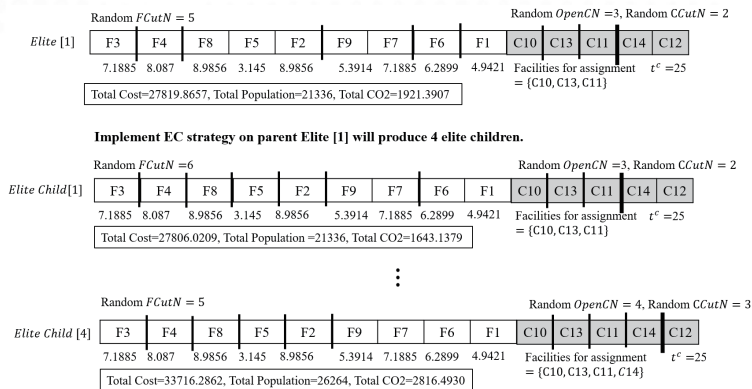 Random FCutN = 5
Random OpenCN =3, Random CCutN = 2
Elite [1] F3 F4 F8 F5 F2 F9 F7 F6 F1 C10 C13 C11 C14 C12
7.1885 8.087 8.9856 3.145 8.9856 5.3914 7.1885 6.2899 4.9421 Facilities for assignment t^c =25
= {C10, C13, C11}
Total Cost=27819.8657, Total Population=21336, Total CO2=1921.3907
Implement EC strategy on parent Elite [1] will produce 4 elite children.
Random FCutN =6
Random OpenCN =3, Random CCutN = 2
Elite Child[1] F3 F4 F8 F5 F2 F9 F7 F6 F1 C10 C13 C11 C14 C12
7.1885 8.087 8.9856 3.145 8.9856 5.3914 7.1885 6.2899 4.9421 Facilities for assignment t^c =25
= {C10, C13, C11}
Total Cost=27806.0209, Total Population =21336, Total CO2=1643.1379
⋮
Random FCutN = 5
Random OpenCN = 4, Random CCutN = 3
Elite Child [4] F3 F4 F8 F5 F2 F9 F7 F6 F1 C10 C13 C11 C14 C12
7.1885 8.087 8.9856 3.145 8.9856 5.3914 7.1885 6.2899 4.9421 Facilities for assignment t^c =25
= {C10, C13, C11, C14}
Total Cost=33716.2862, Total Population=26264, Total CO2=2816.4930